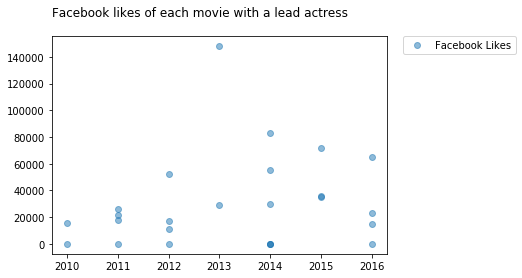 Facebook likes of each movie with a lead actress
Facebook Likes
140000
120000
100000
80000
60000
40000
20000
0
2010 2011 2012 2013 2014 2015 2016